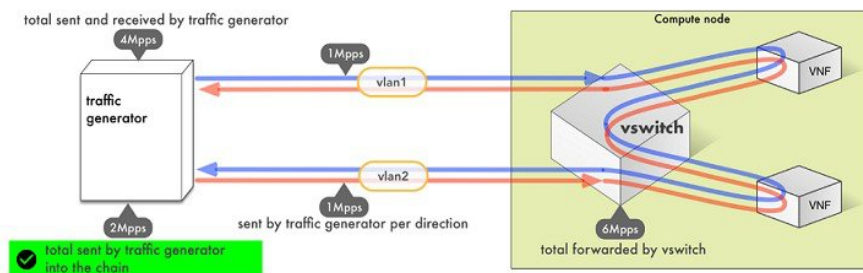 total sent and received by traffic generator
Compute node
4Mpps
1Mpps
vlan1
VNF
traffic
generator
vswitch
vlan2
VNF
1Mpps
2Mpps
sent by traffic generator per direction
6Mpps
total sent by traffic generator
into the chain
total forwarded by vswitch